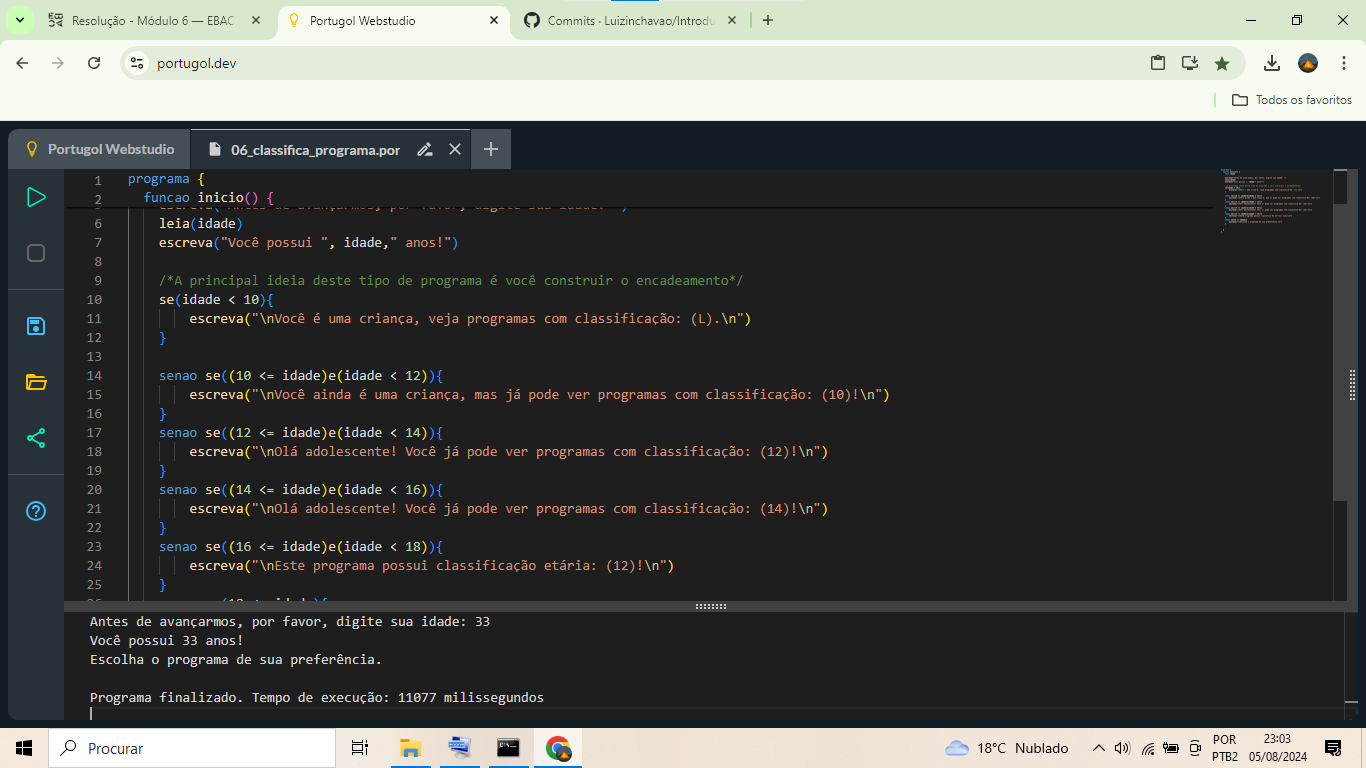 Resolução - Módulo 6 — EBAC
Portugol Webstudio
Commits · Luizinchavao/Introdu
portugol.dev
Todos os favoritos
Portugol Webstudio
06_classifica_programa.por
1 programa {
2 funcao inicio() {
6 leia(idade)
7 escreva("Você possui ", idade," anos!")
8
9 /*A principal ideia deste tipo de programa é você construir o encadeamento*/
10 se(idade < 10){
11 escreva("\nVocê é uma criança, veja programas com classificação: (L).\n")
12 }
13
14 senao se((10 <= idade)e(idade < 12)){
15 escreva("\nVocê ainda é uma criança, mas já pode ver programas com classificação: (10)!\n")
16 }
17 senao se((12 <= idade)e(idade < 14)){
18 escreva("\nOlá adolescente! Você já pode ver programas com classificação: (12)!\n")
19 }
20 senao se((14 <= idade)e(idade < 16)){
21 escreva("\nOlá adolescente! Você já pode ver programas com classificação: (14)!\n")
22 }
23 senao se((16 <= idade)e(idade < 18)){
24 escreva("\nEste programa possui classificação etária: (12)!\n")
25 }
Antes de avançarmos, por favor, digite sua idade: 33
Você possui 33 anos!
Escolha o programa de sua preferência.
Programa finalizado. Tempo de execução: 11077 milissegundos
Procurar
18°C Nublado
POR
PTB2
23:03
05/08/2024